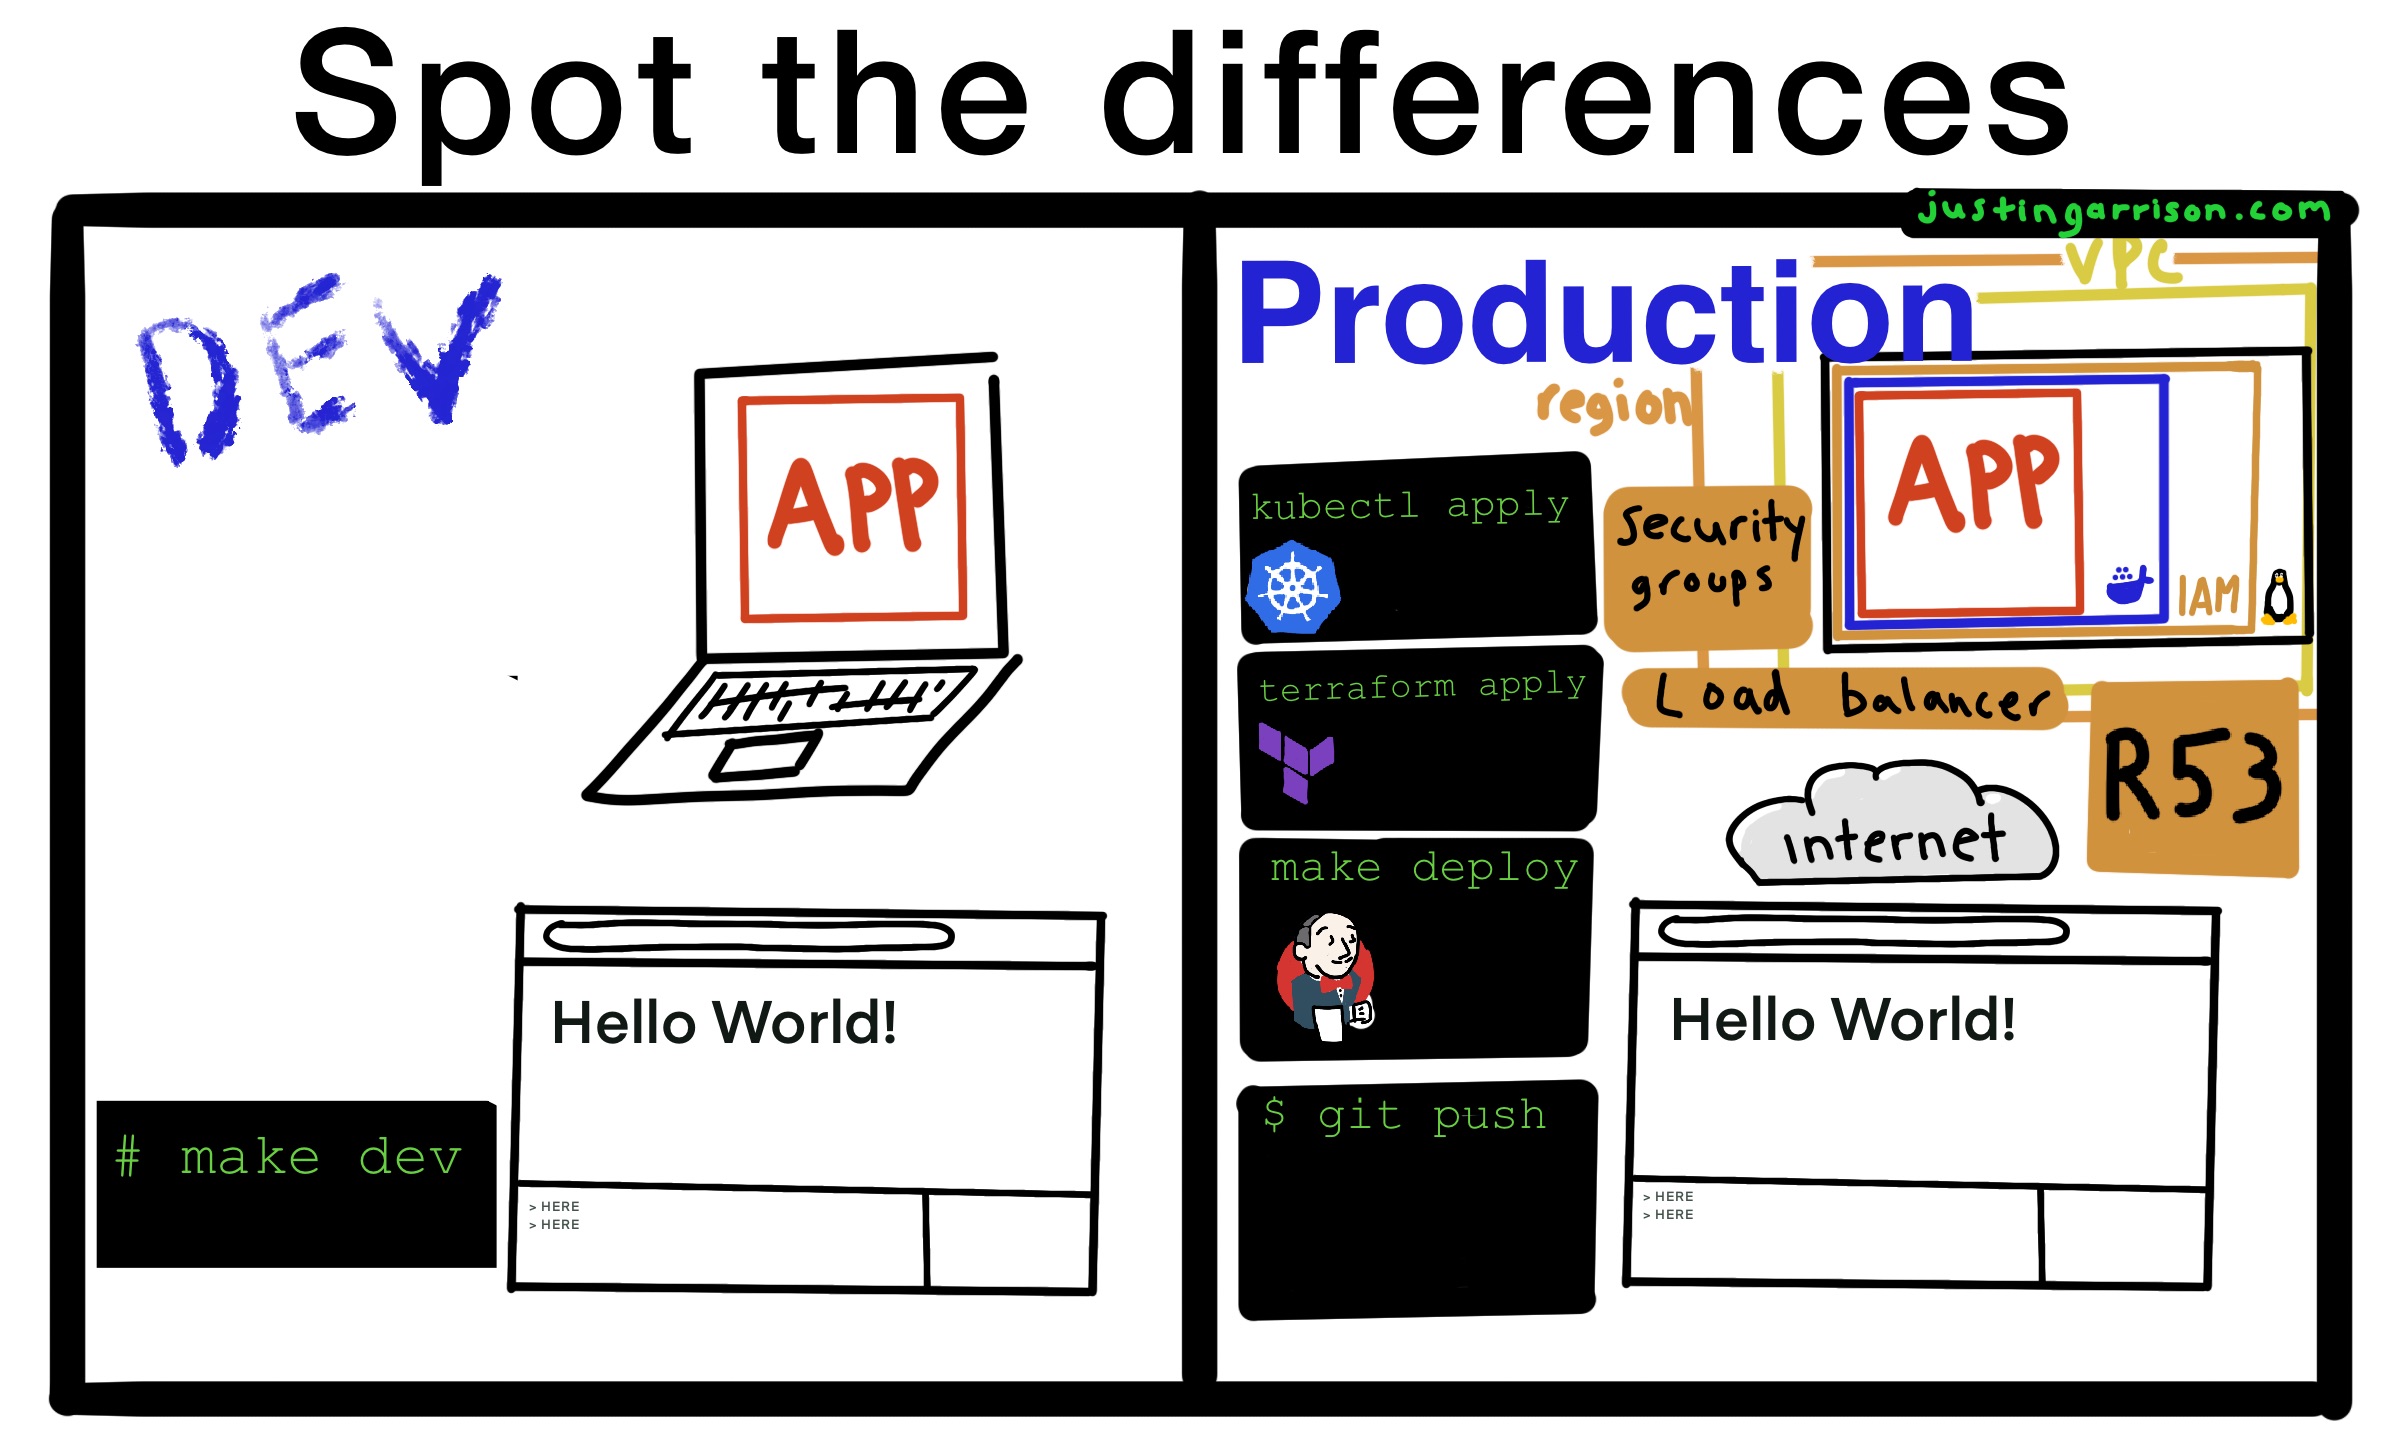 Spot the differences
justingarrison.com
DEV
APP
Hello World!
> HERE
> HERE
# make dev
Production
VPC
region
kubectl apply
security
groups
APP
IAM
terraform apply
Load balancer
R53
internet
make deploy
Hello World!
$ git push
> HERE
> HERE